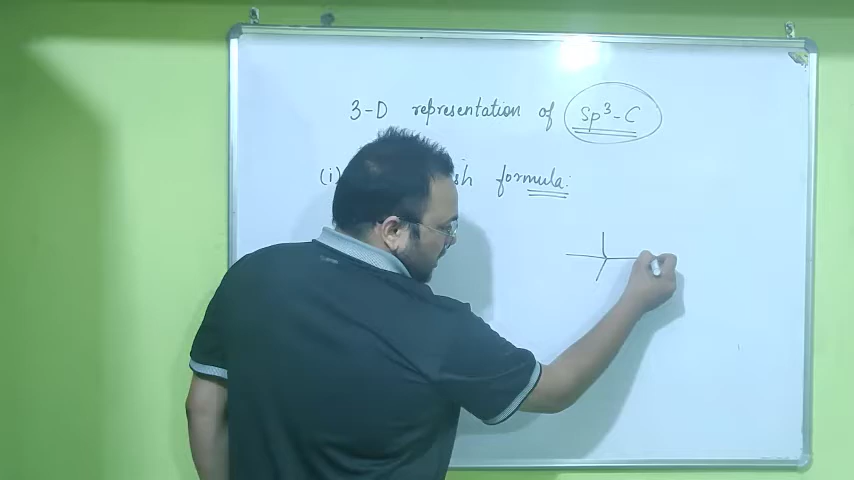 3-D representation of Sp³-C
(i) sh formula: